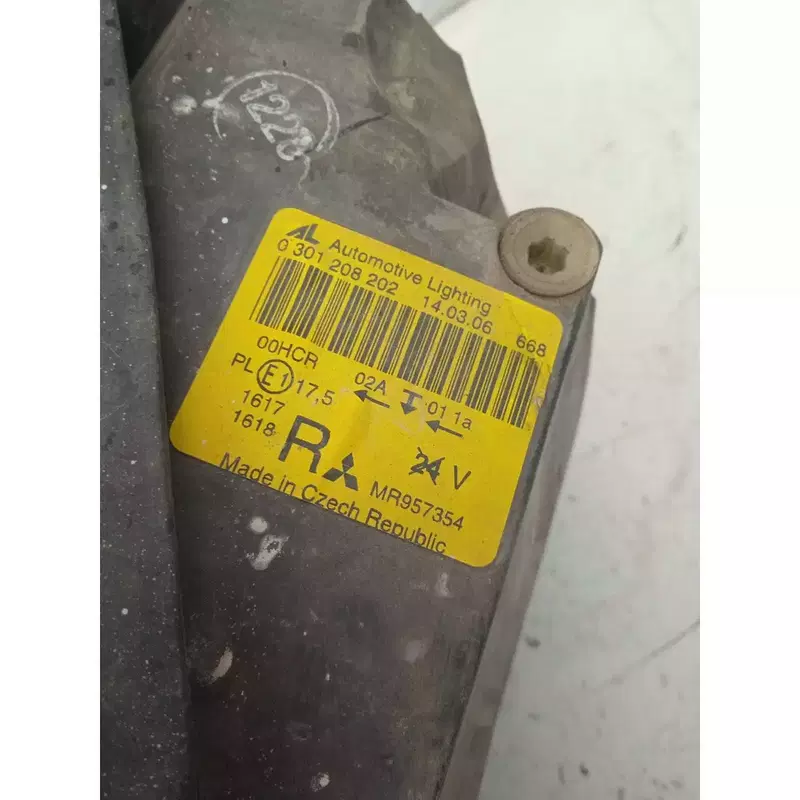 1228
AL Automotive Lighting
0 301 208 202 14.03.06 668
00HCR 02A 01 1a
PL E1 17,5
1617
1618 R 24 V
MR957354
Made in Czech Republic